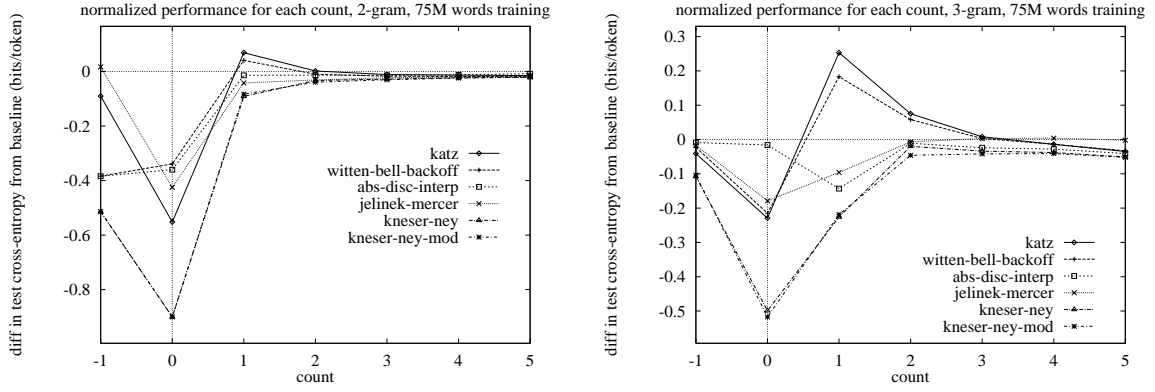 normalized performance for each count, 2-gram, 75M words training
diff in test cross-entropy from baseline (bits/token)
0
-0.2
-0.4
-0.6
-0.8
katz
witten-bell-backoff
abs-disc-interp
jelinek-mercer
kneser-ney
kneser-ney-mod
-1 0 1 2 3 4 5
count
normalized performance for each count, 3-gram, 75M words training
diff in test cross-entropy from baseline (bits/token)
0.3
0.2
0.1
0
-0.1
-0.2
-0.3
-0.4
-0.5
katz
witten-bell-backoff
abs-disc-interp
jelinek-mercer
kneser-ney
kneser-ney-mod
-1 0 1 2 3 4 5
count